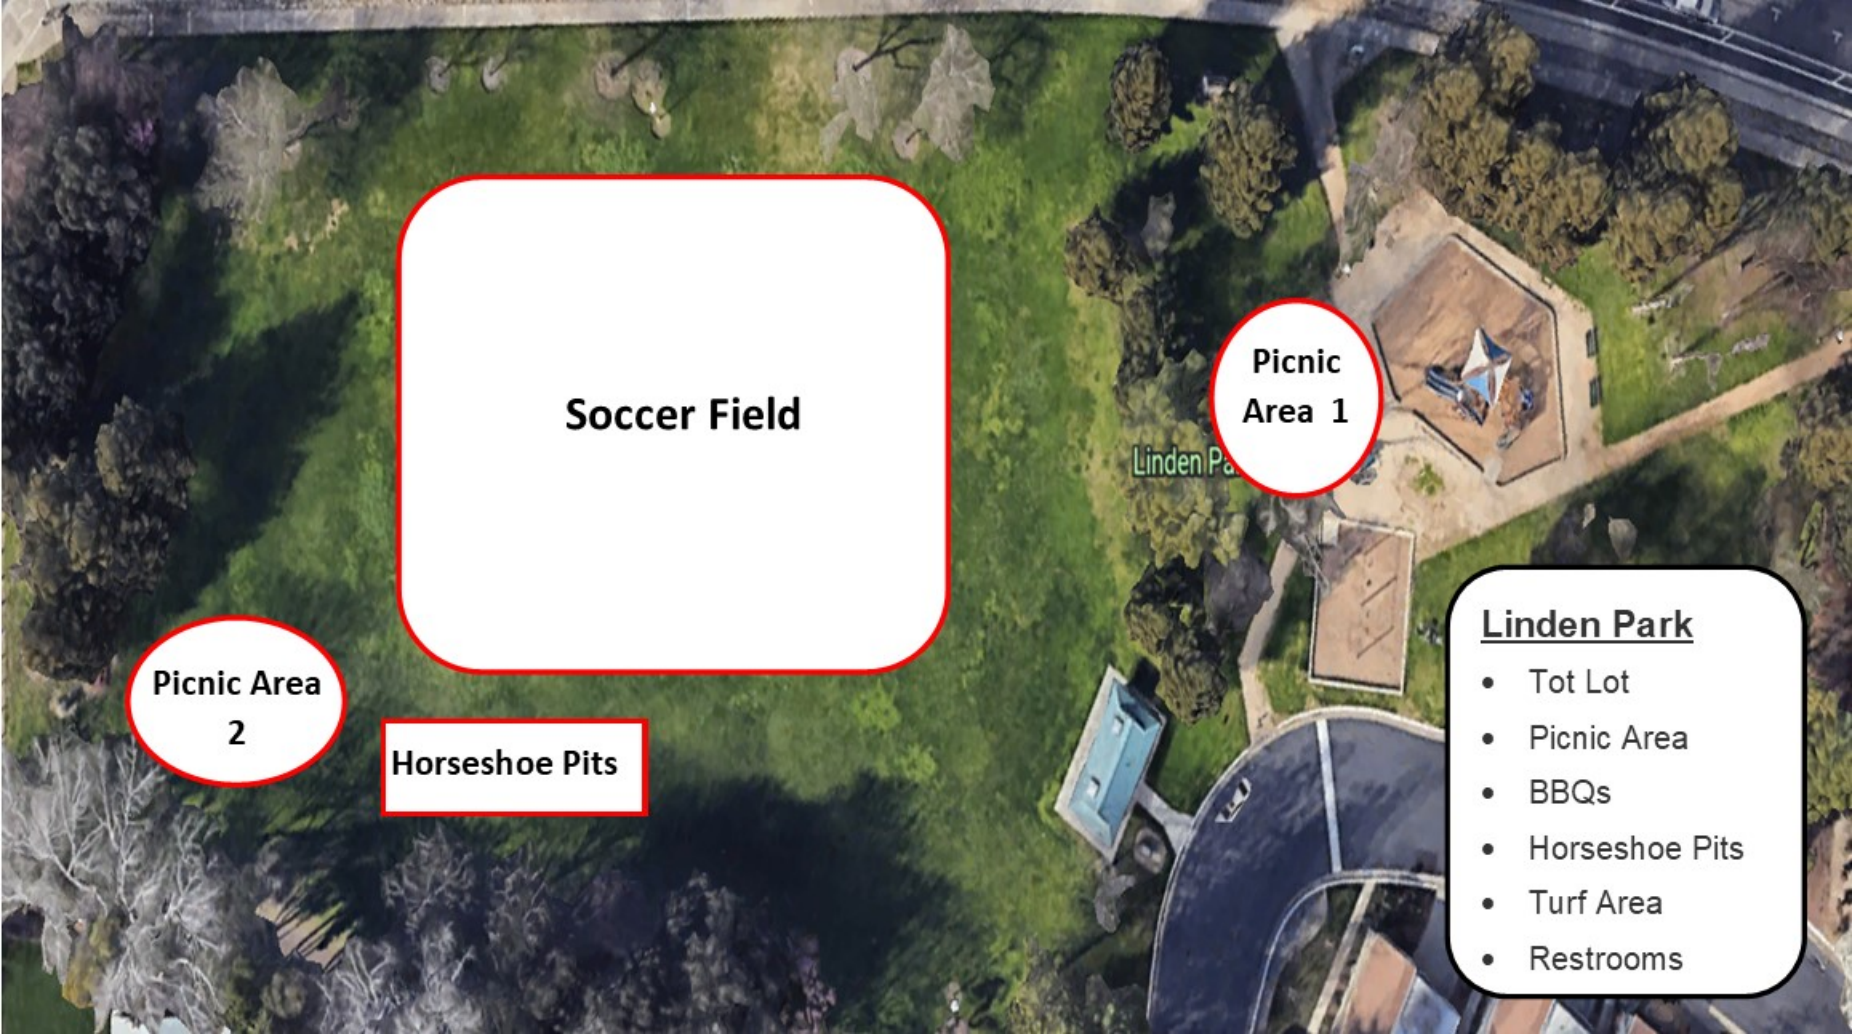 Soccer Field
Picnic
Area 1
Linden Pa
Picnic Area
2
Horseshoe Pits
Linden Park
• Tot Lot
• Picnic Area
• BBQs
• Horseshoe Pits
• Turf Area
• Restrooms